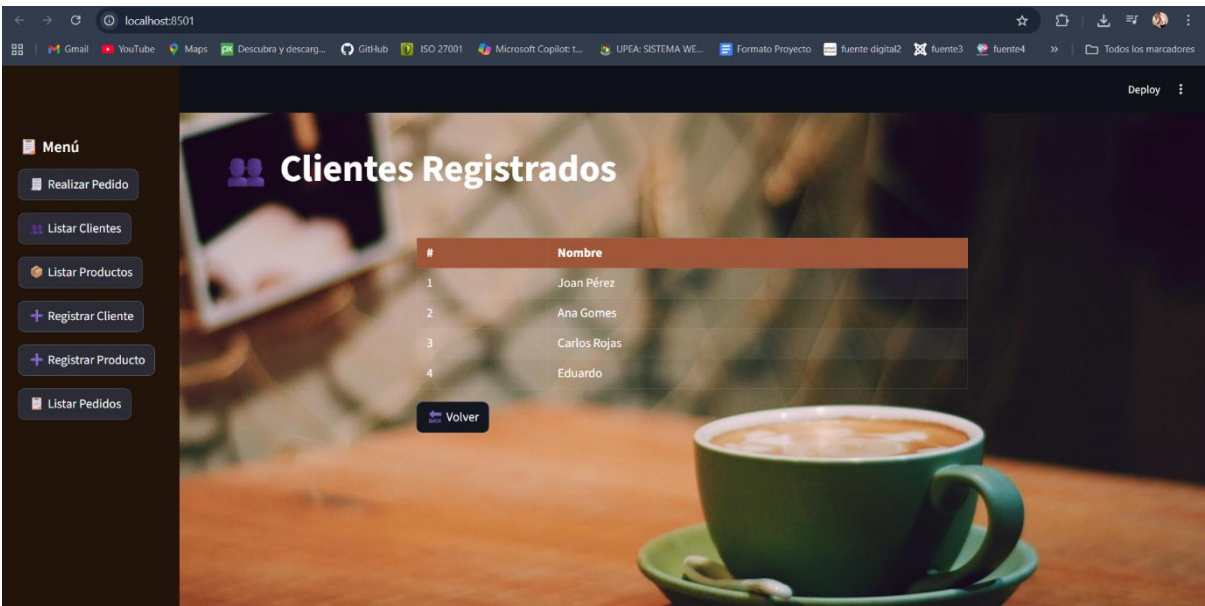 localhost:8501
Gmail YouTube Maps Descubra y descarg... GitHub ISO 27001 Microsoft Copilot: t... UPEA: SISTEMA WE... Formato Proyecto fuente digital2 fuente3 fuente4 » Todos los marcadores
Deploy
Menú
Realizar Pedido
Listar Clientes
Listar Productos
Registrar Cliente
Registrar Producto
Listar Pedidos
Clientes Registrados
# Nombre
1 Joan Pérez
2 Ana Gomes
3 Carlos Rojas
4 Eduardo
BACK Volver